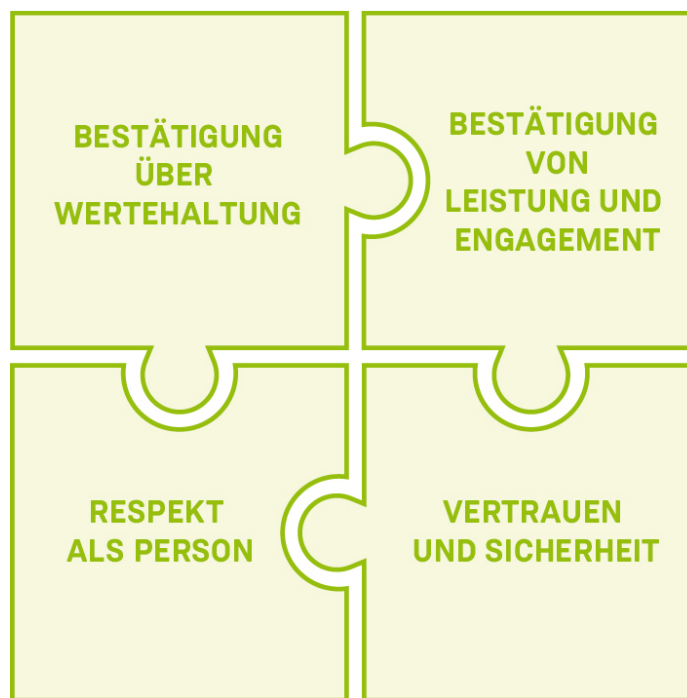 BESTÄTIGUNG
ÜBER
WERTEHALTUNG
BESTÄTIGUNG
VON
LEISTUNG UND
ENGAGEMENT
RESPEKT
ALS PERSON
VERTRAUEN
UND SICHERHEIT